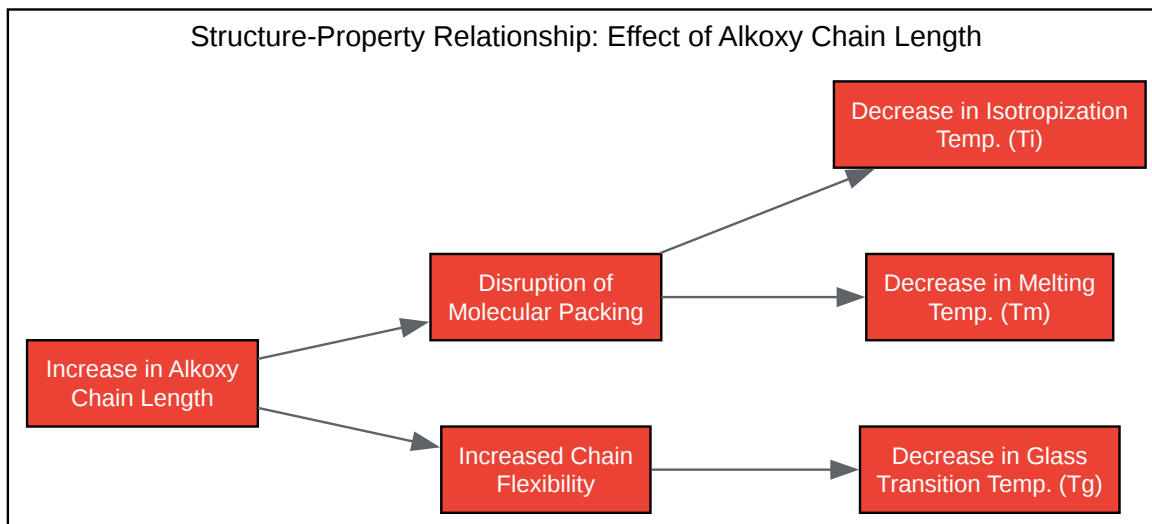 Structure-Property Relationship: Effect of Alkoxy Chain Length
Decrease in Isotropization
Temp. (Ti)
Disruption of
Molecular Packing
Decrease in Melting
Temp. (Tm)
Increase in Alkoxy
Chain Length
Increased Chain
Flexibility
Decrease in Glass
Transition Temp. (Tg)